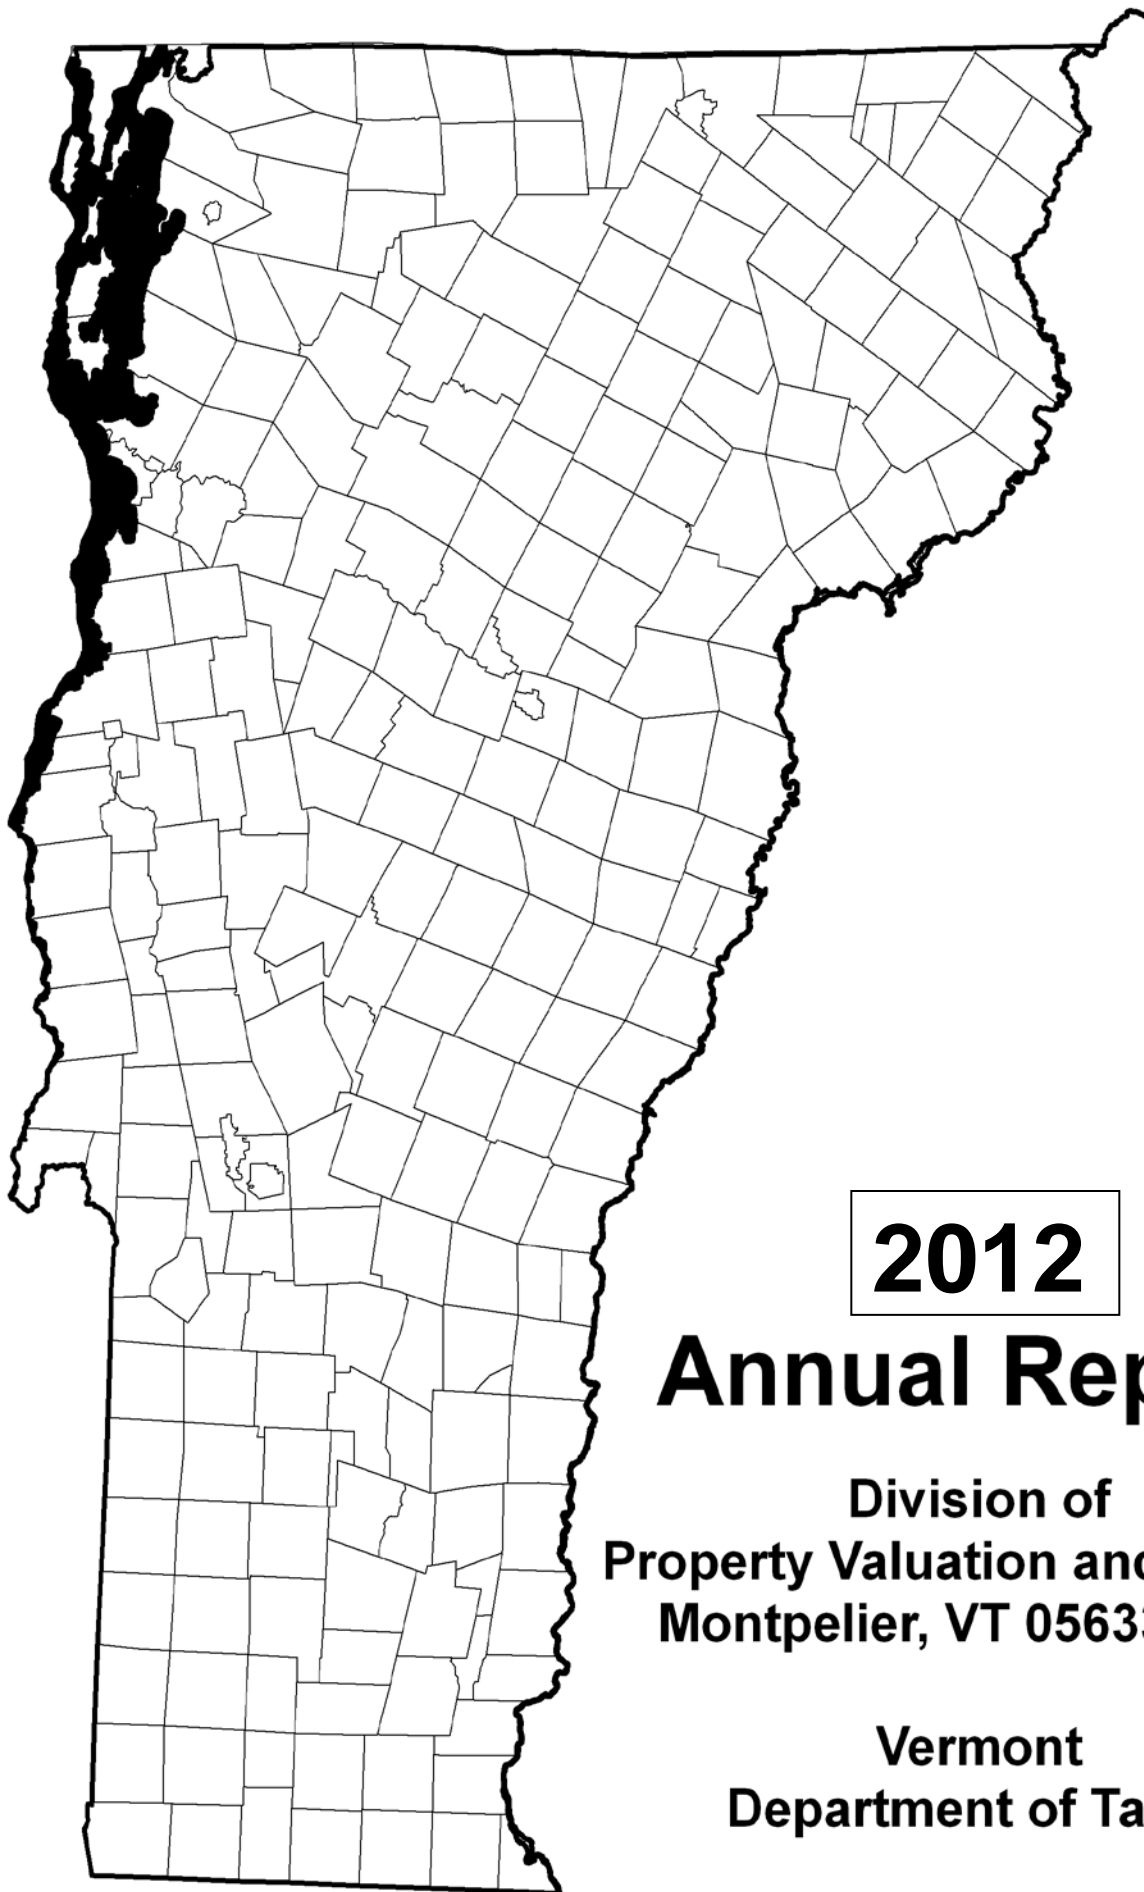 2012
Annual Rep
Division of
Property Valuation and
Montpelier, VT 0563
Vermont
Department of Ta